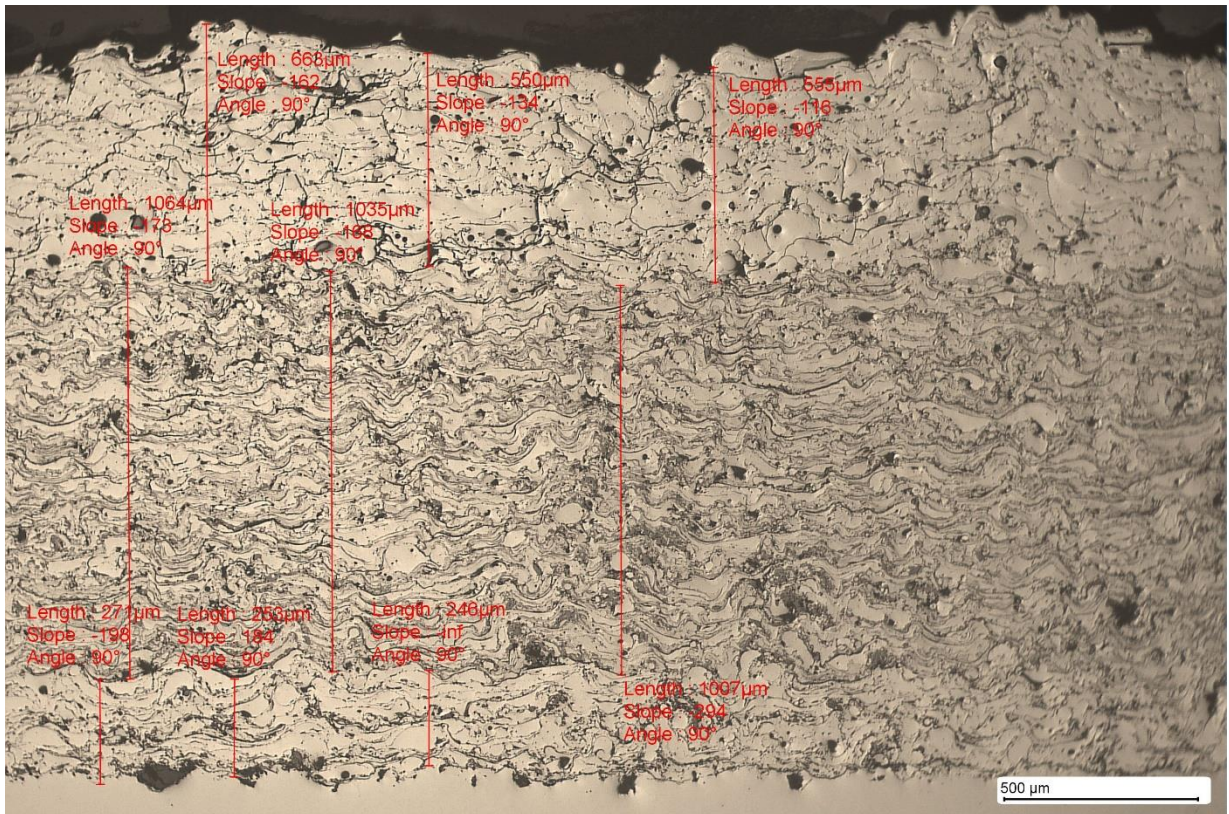 Length : 668µm
Slope : -162
Angle : 90°
Length : 550µm
Slope : -134
Angle : 90°
Length : 555µm
Slope : -116
Angle : 90°
Length : 1064µm
Slope : -173
Angle : 90°
Length : 1035µm
Slope : -168
Angle : 90°
Length : 271µm
Slope : -198
Angle : 90°
Length : 253µm
Slope : 184
Angle : 90°
Length : 246µm
Slope : -inf
Angle : 90°
Length : 1007µm
Slope : -294
Angle : 90°
500 µm